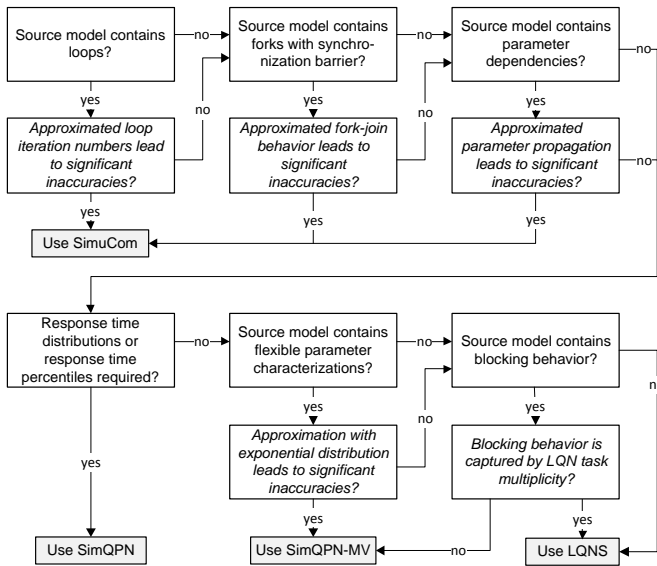 Source model contains
loops?
no
Source model contains
forks with synchro-
nization barrier?
no
Source model contains
parameter
dependencies?
no
yes
no
yes
no
yes
Approximated loop
iteration numbers lead
to significant
inaccuracies?
Approximated fork-join
behavior leads to
significant
inaccuracies?
Approximated
parameter propagation
leads to significant
inaccuracies?
no
yes
yes
yes
Use SimuCom
Response time
distributions or
response time
percentiles required?
no
Source model contains
flexible parameter
characterizations?
no
Source model contains
blocking behavior?
n
yes
no
yes
yes
Approximation with
exponential distribution
leads to significant
inaccuracies?
Blocking behavior is
captured by LQN task
multiplicity?
yes
yes
Use SimQPN
Use SimQPN-MV
no
Use LQNS